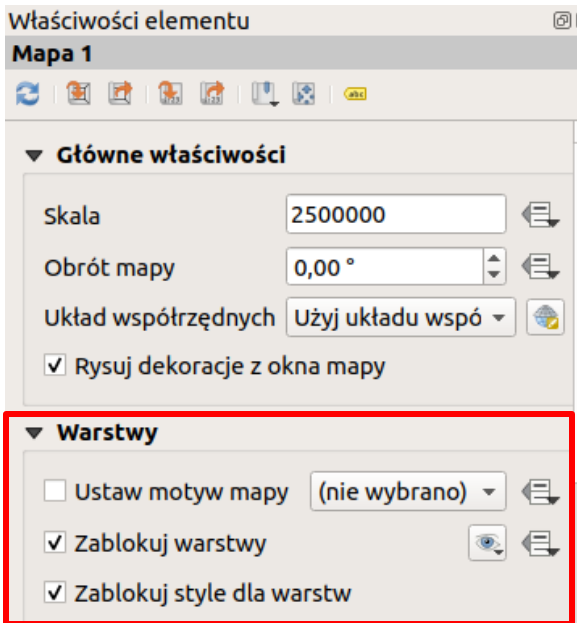 Właściwości elementu
Mapa 1
Główne właściwości
Skala 2500000
Obrót mapy 0,00 °
Układ współrzędnych Użyj układu wspó
Rysuj dekoracje z okna mapy
Warstwy
Ustaw motyw mapy (nie wybrano)
Zablokuj warstwy
Zablokuj style dla warstw